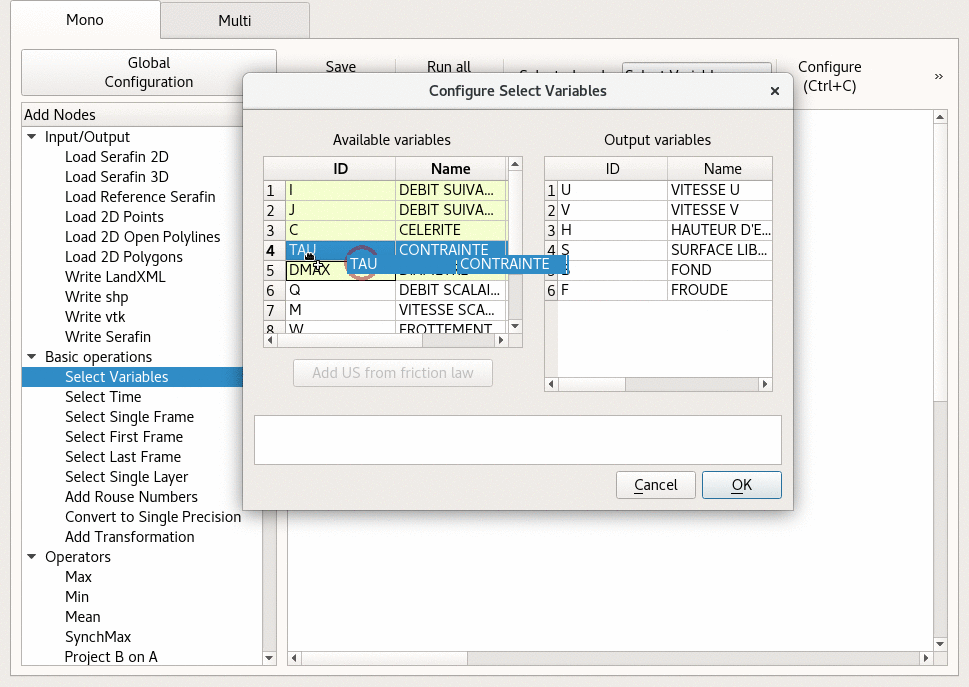 Mono
Multi
Global
Configuration
Save
Run all
Configure
(Ctrl+C)
»
Add Nodes
Input/Output
Load Serafin 2D
Load Serafin 3D
Load Reference Serafin
Load 2D Points
Load 2D Open Polylines
Load 2D Polygons
Write LandXML
Write shp
Write vtk
Write Serafin
Basic operations
Select Variables
Select Time
Select Single Frame
Select First Frame
Select Last Frame
Select Single Layer
Add Rouse Numbers
Convert to Single Precision
Add Transformation
Operators
Max
Min
Mean
SynchMax
Project B on A
Configure Select Variables
Available variables
ID Name
1 I DEBIT SUIVA...
2 J DEBIT SUIVA...
3 C CELERITE
4 TAU CONTRAINTE
TAU CONTRAINTE
5 DMAX
6 Q DEBIT SCALAI...
7 M VITESSE SCA...
8 W FROTTEMENT
Add US from friction law
Output variables
ID Name
1 U VITESSE U
2 V VITESSE V
3 H HAUTEUR D'E...
4 S SURFACE LIB...
5 FOND
6 F FROUDE
Cancel
OK